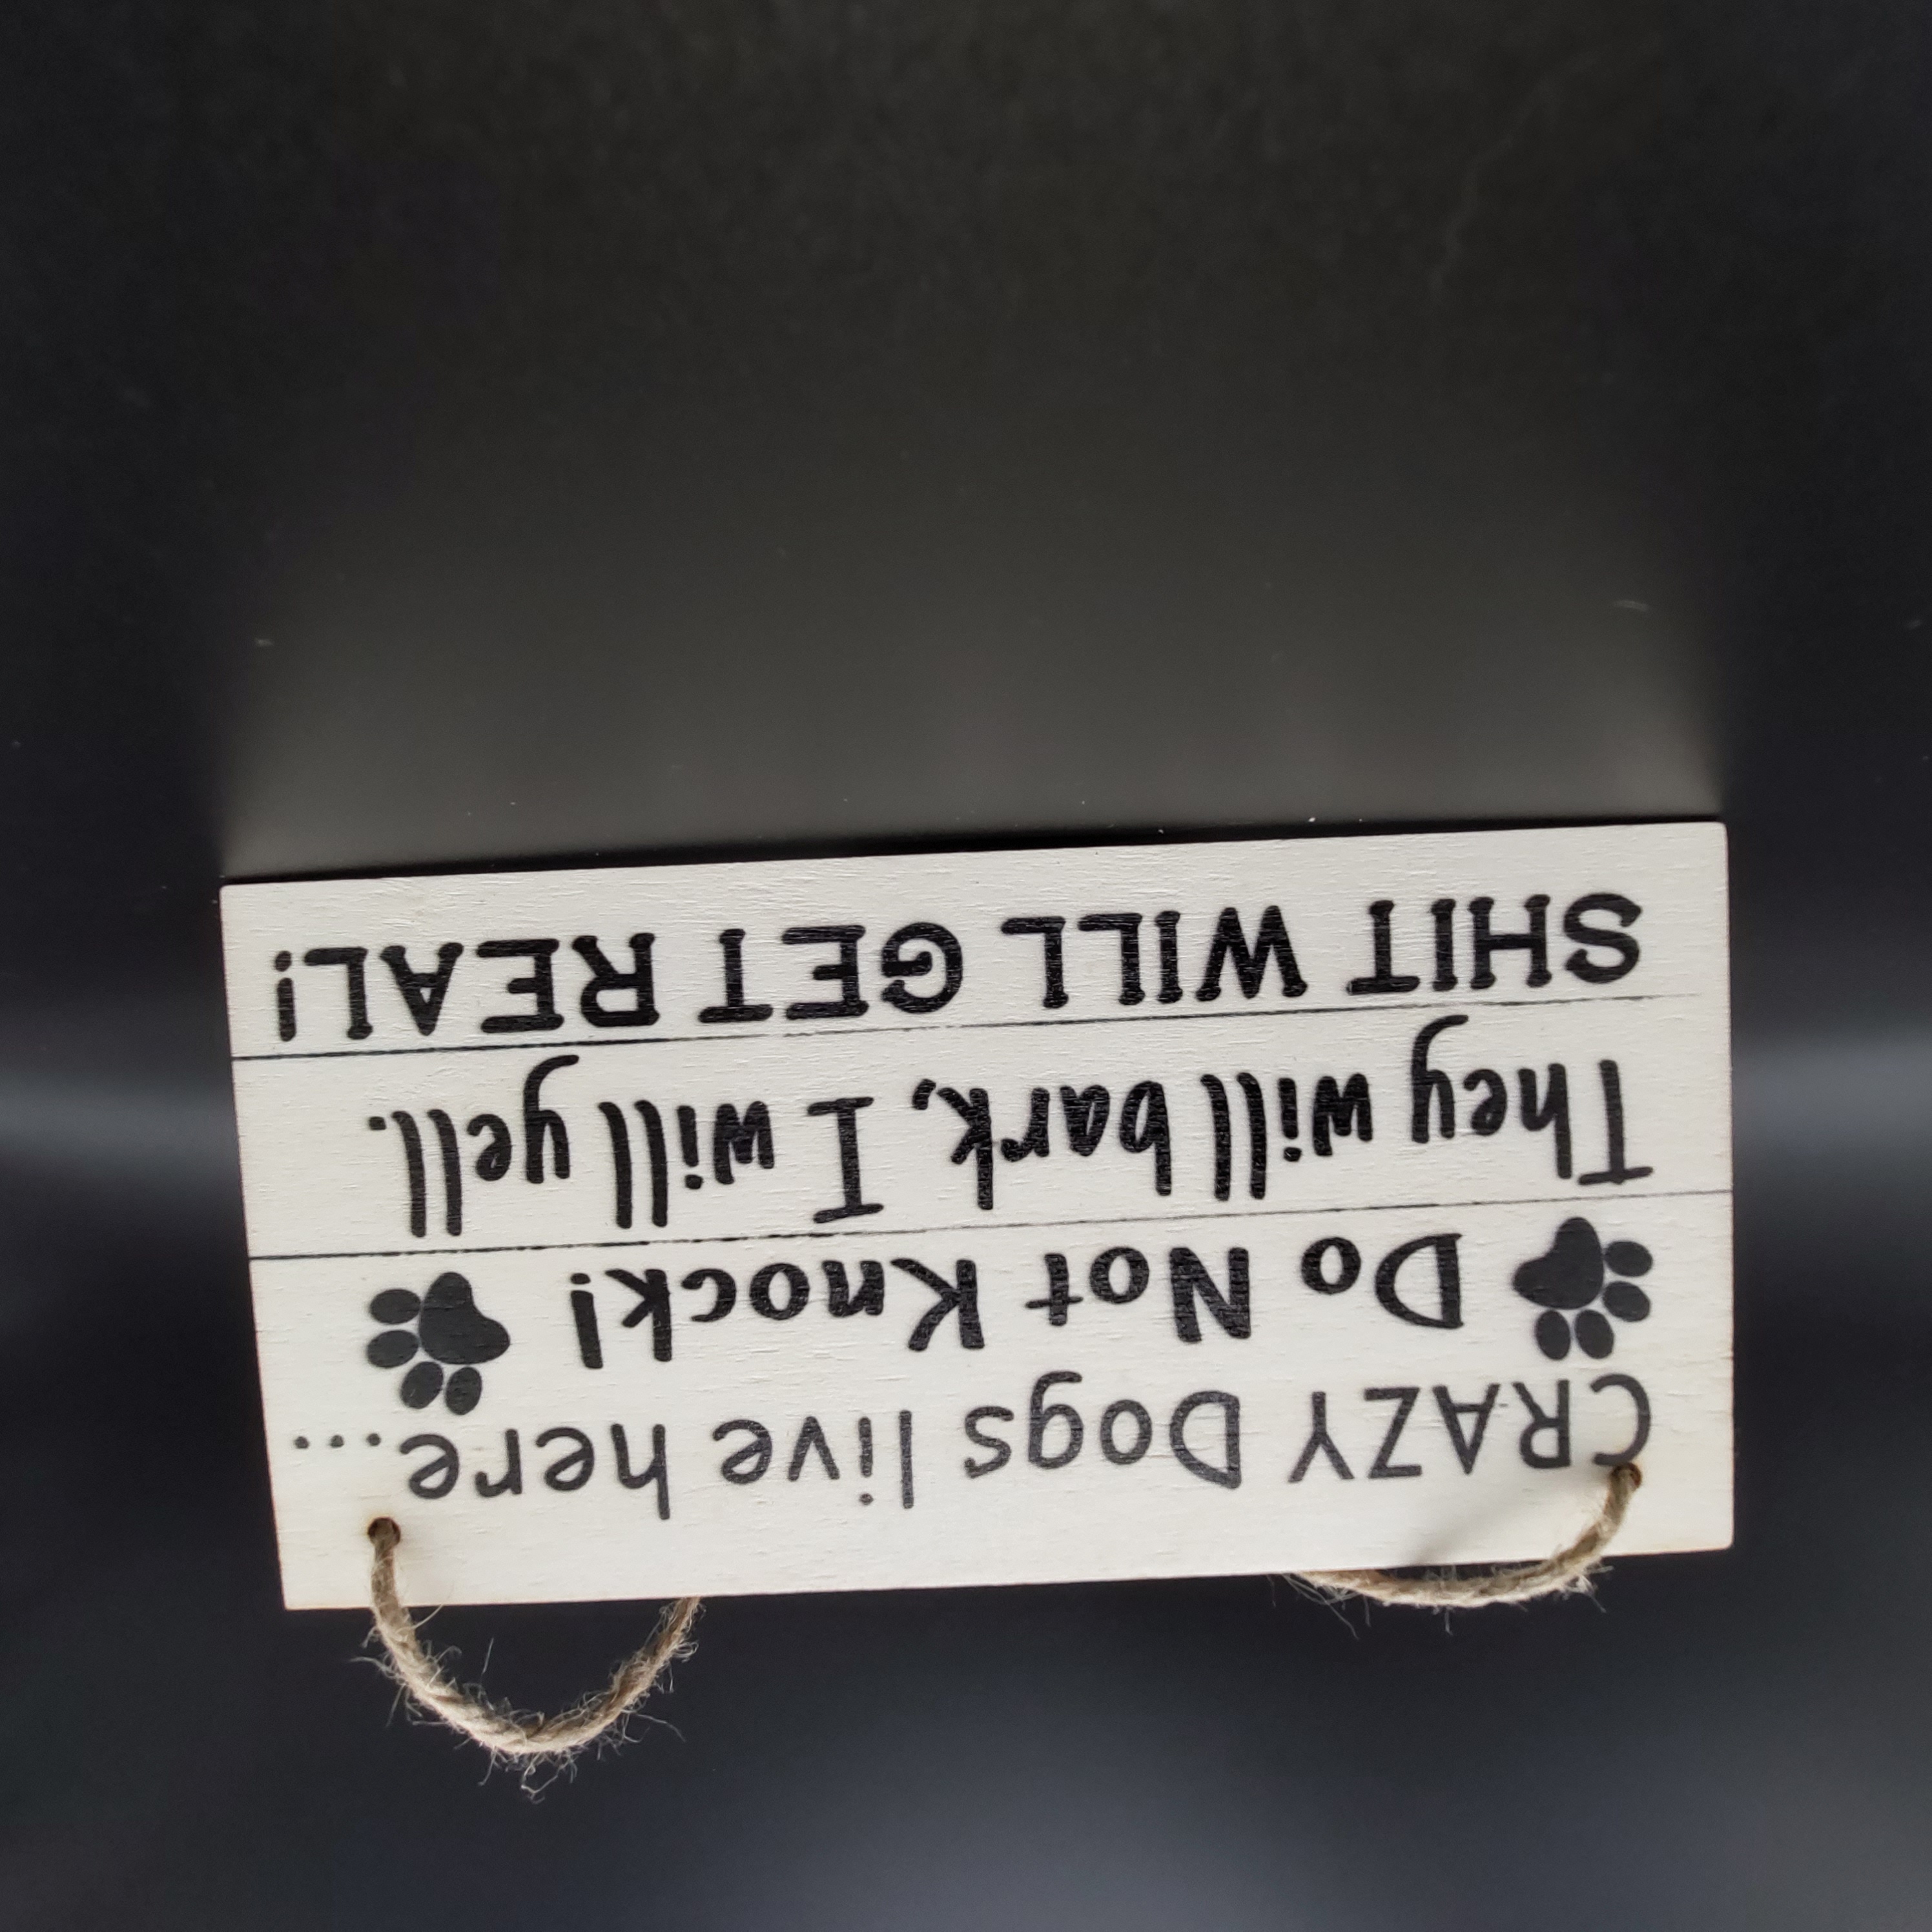 CRAZY Dogs live here...
Do Not Knock!
They will bark, I will yell.
SHIT WILL GET REAL!